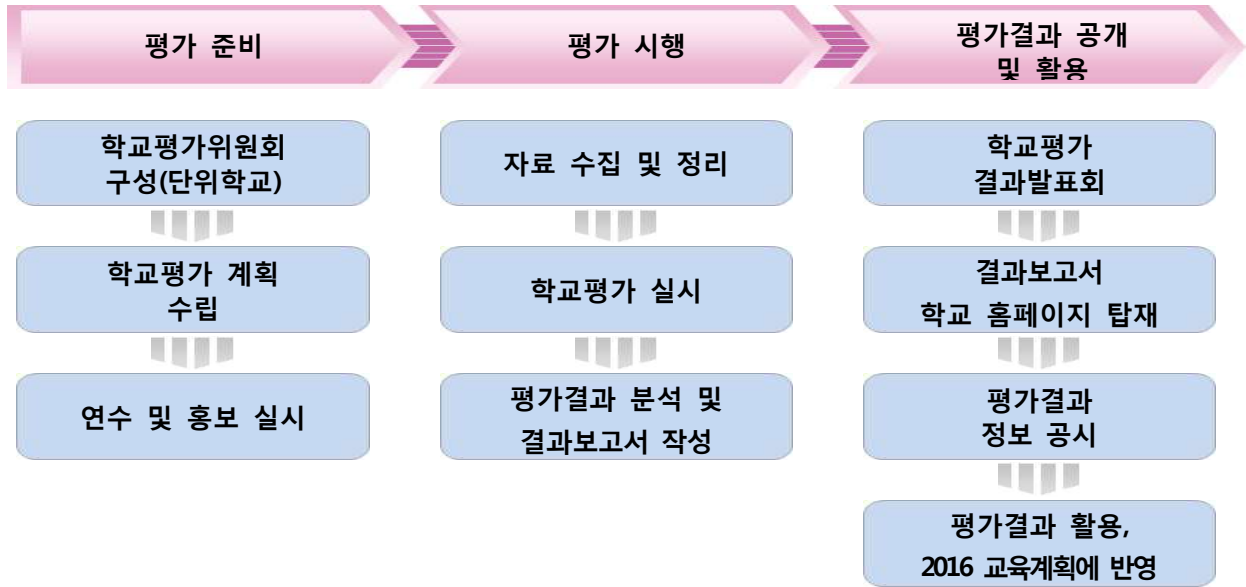 평가 준비
평가 시행
평가결과 공개
및 활용
학교평가위원회
구성(단위학교)
학교평가 계획
수립
연수 및 홍보 실시
자료 수집 및 정리
학교평가 실시
평가결과 분석 및
결과보고서 작성
학교평가
결과발표회
결과보고서
학교 홈페이지 탑재
평가결과
정보 공시
평가결과 활용,
2016 교육계획에 반영